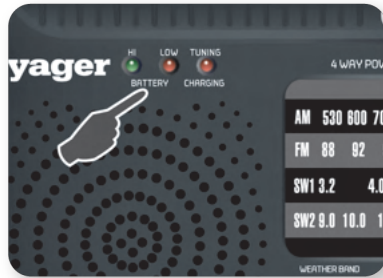 HI LOW TUNING
yager
BATTERY CHARGING
4 WAY POW
AM 530 600 70
FM 88 92
SW1 3.2 4.0
SW2 9.0 10.0 1
WEATHER BAND